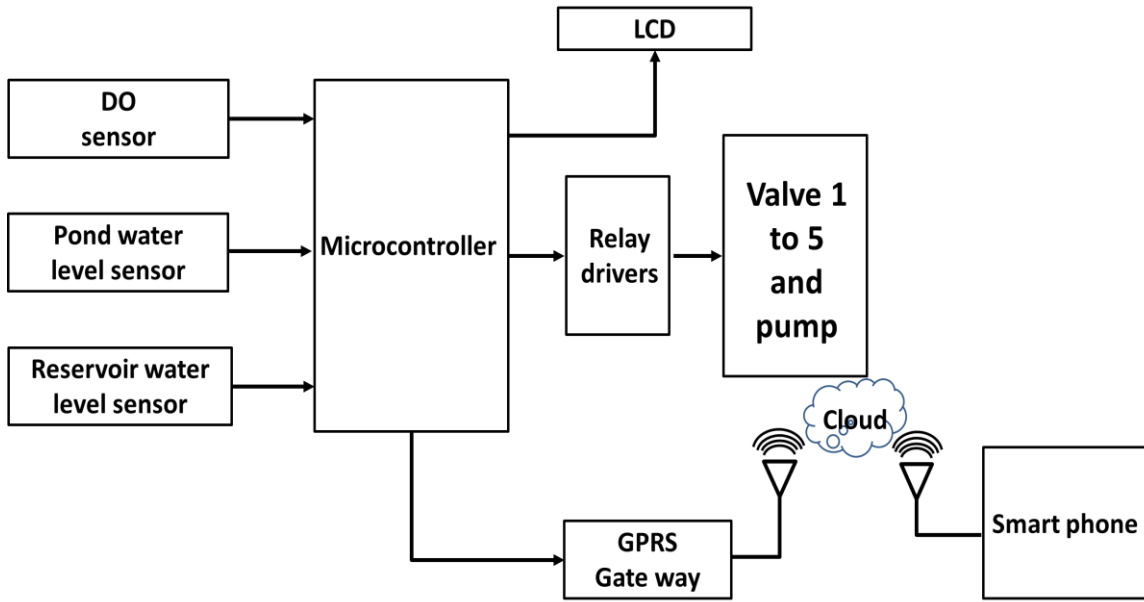 LCD
DO
sensor
Pond water
level sensor
Reservoir water
level sensor
Microcontroller
Relay
drivers
Valve 1
to 5
and
pump
Cloud
GPRS
Gate way
Smart phone